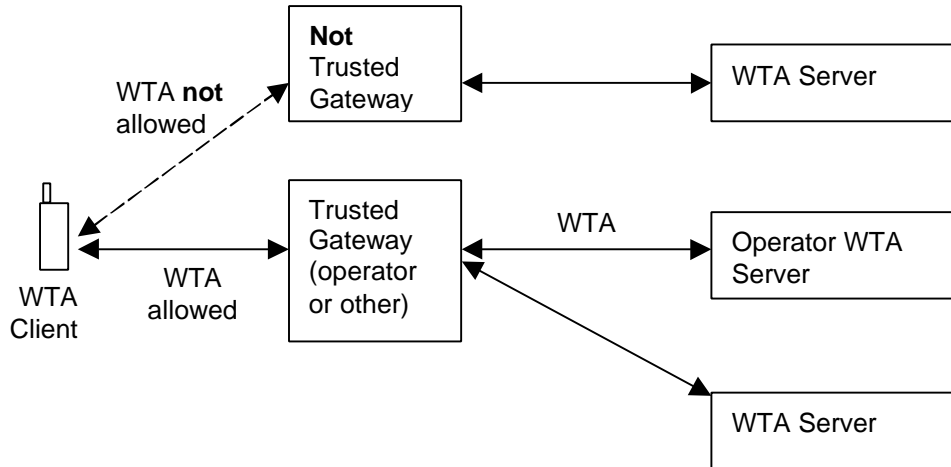 Not
Trusted
Gateway
WTA Server
WTA not
allowed
Trusted
Gateway
(operator
or other)
WTA
Operator WTA
Server
WTA
allowed
WTA
Client
WTA Server